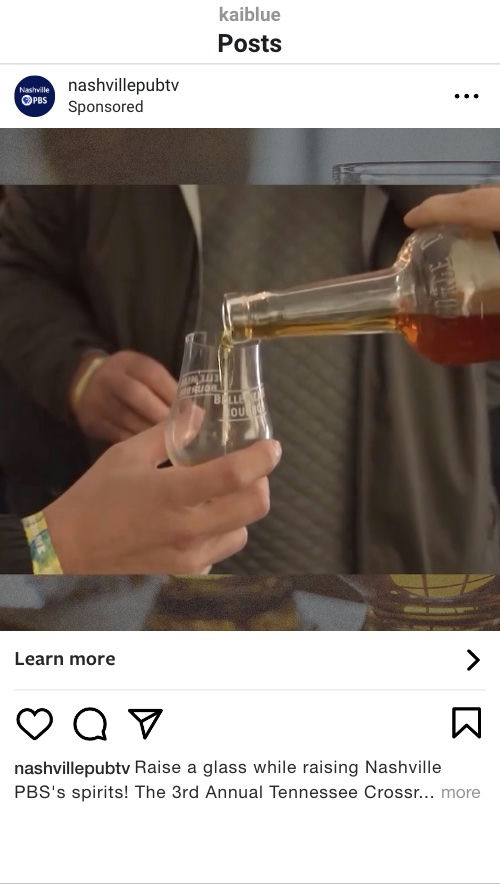 kaiblue
Posts
Nashville
PBS
nashvillepubtv
Sponsored
BELLE
Learn more
nashvillepubtv Raise a glass while raising Nashville
PBS's spirits! The 3rd Annual Tennessee Crossr... more